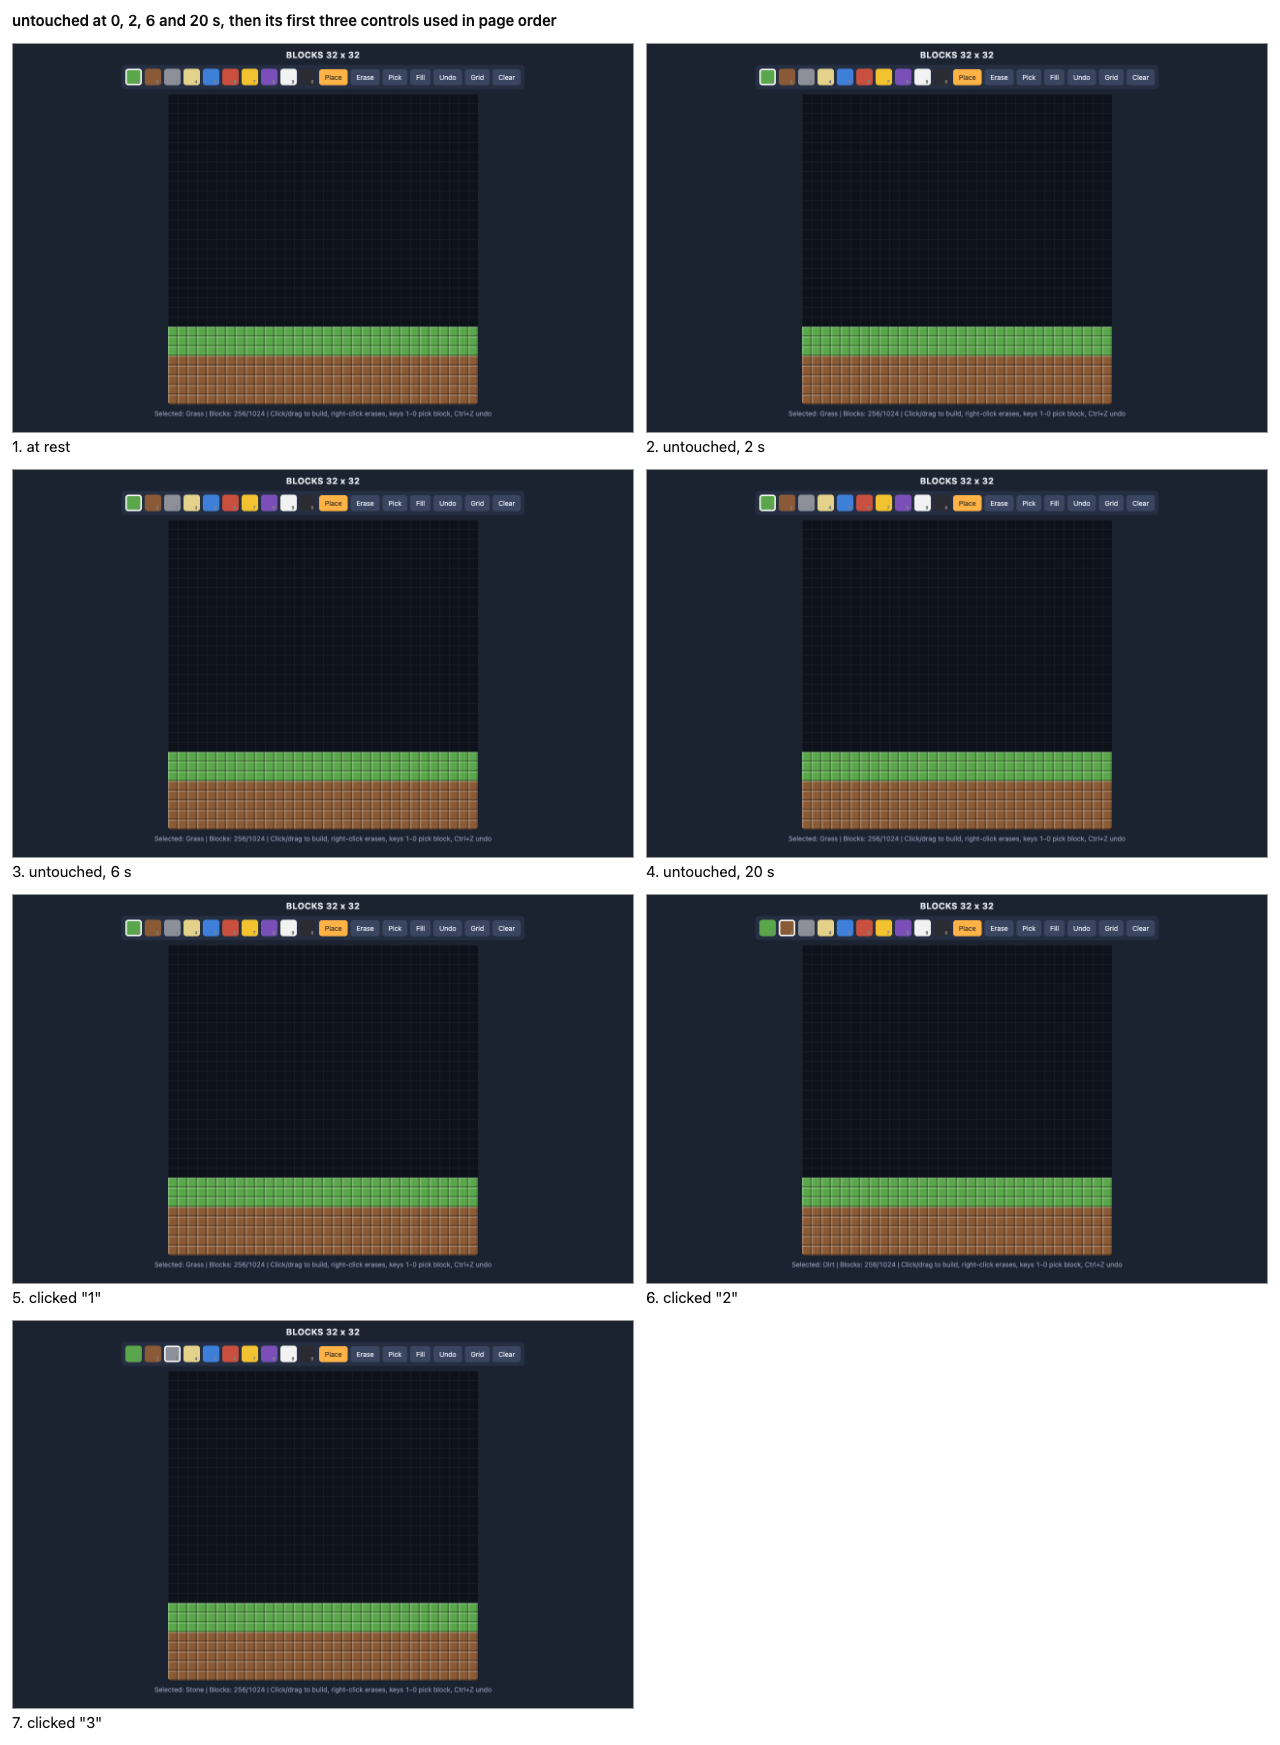 untouched at 0, 2, 6 and 20 s, then its first three controls used in page order
BLOCKS 32 x 32
Place Erase Pick Fill Undo Grid Clear
Selected: Grass | Blocks: 256/1024 | Click/drag to build, right-click erases, keys 1-0 pick block, Ctrl+Z undo
1. at rest
BLOCKS 32 x 32
Place Erase Pick Fill Undo Grid Clear
Selected: Grass | Blocks: 256/1024 | Click/drag to build, right-click erases, keys 1-0 pick block, Ctrl+Z undo
2. untouched, 2 s
BLOCKS 32 x 32
Place Erase Pick Fill Undo Grid Clear
Selected: Grass | Blocks: 256/1024 | Click/drag to build, right-click erases, keys 1-0 pick block, Ctrl+Z undo
3. untouched, 6 s
BLOCKS 32 x 32
Place Erase Pick Fill Undo Grid Clear
Selected: Grass | Blocks: 256/1024 | Click/drag to build, right-click erases, keys 1-0 pick block, Ctrl+Z undo
4. untouched, 20 s
BLOCKS 32 x 32
Place Erase Pick Fill Undo Grid Clear
Selected: Grass | Blocks: 256/1024 | Click/drag to build, right-click erases, keys 1-0 pick block, Ctrl+Z undo
5. clicked "1"
BLOCKS 32 x 32
Place Erase Pick Fill Undo Grid Clear
Selected: Dirt | Blocks: 256/1024 | Click/drag to build, right-click erases, keys 1-0 pick block, Ctrl+Z undo
6. clicked "2"
BLOCKS 32 x 32
Place Erase Pick Fill Undo Grid Clear
Selected: Stone | Blocks: 256/1024 | Click/drag to build, right-click erases, keys 1-0 pick block, Ctrl+Z undo
7. clicked "3"